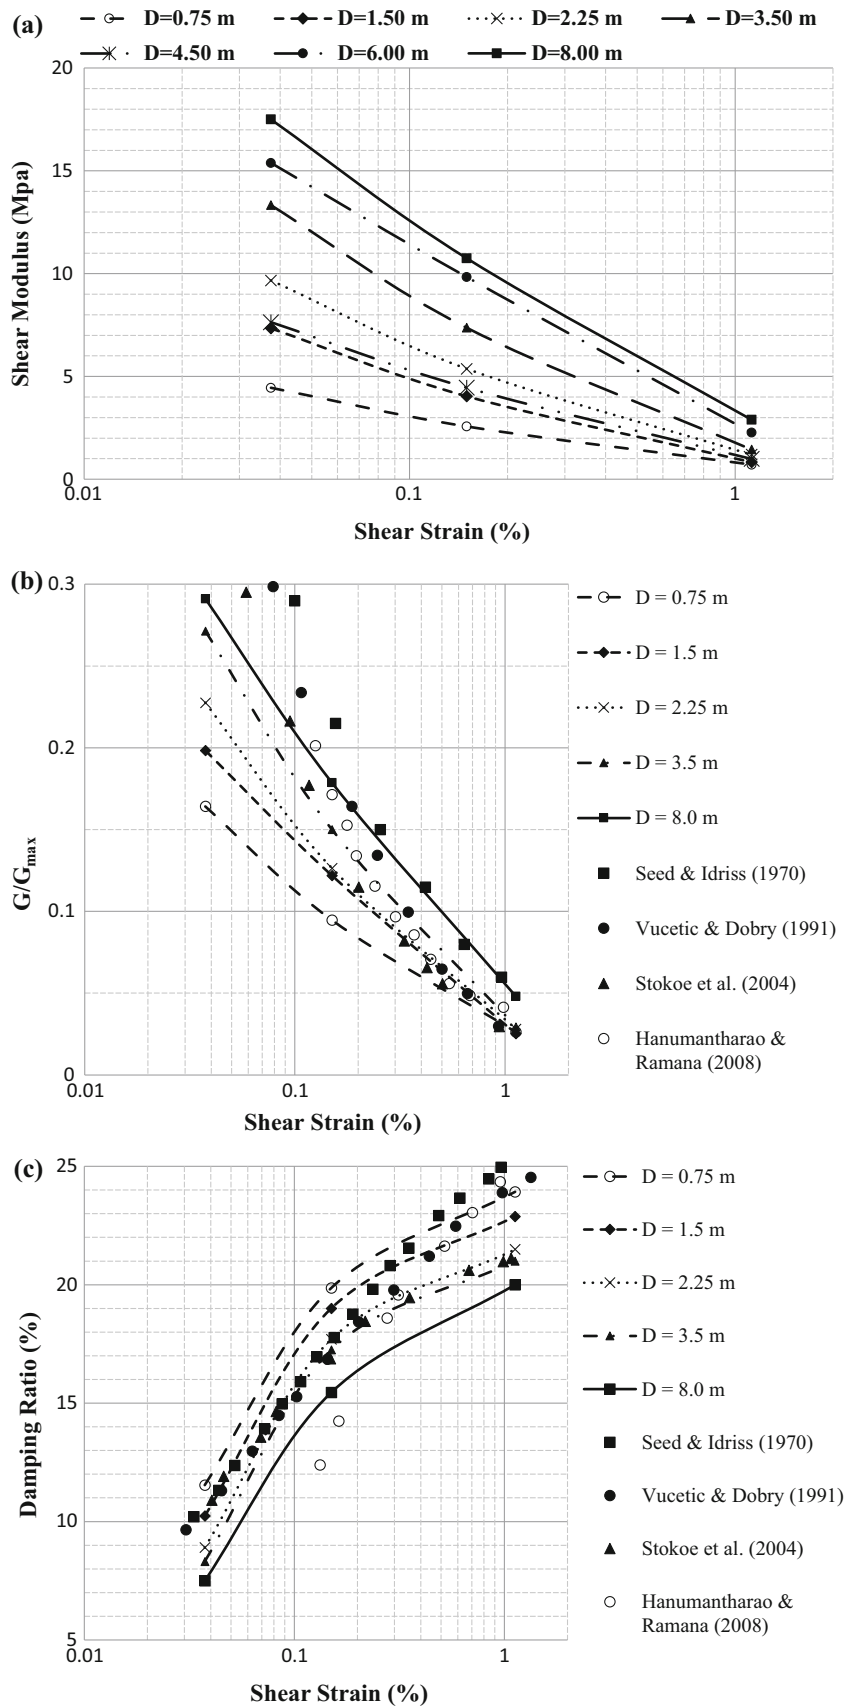 (a)
D=0.75 m
D=1.50 m
D=2.25 m
D=3.50 m
D=4.50 m
D=6.00 m
D=8.00 m
20
15
10
5
0
0.01
0.1
1
Shear Modulus (Mpa)
Shear Strain (%)
(b)
0.3
0.2
0.1
0
0.01
0.1
1
G/Gmax
Shear Strain (%)
D = 0.75 m
D = 1.5 m
D = 2.25 m
D = 3.5 m
D = 8.0 m
Seed & Idriss (1970)
Vucetic & Dobry (1991)
Stokoe et al. (2004)
Hanumantharao &
Ramana (2008)
(c)
25
20
15
10
5
0.01
0.1
1
Damping Ratio (%)
Shear Strain (%)
D = 0.75 m
D = 1.5 m
D = 2.25 m
D = 3.5 m
D = 8.0 m
Seed & Idriss (1970)
Vucetic & Dobry (1991)
Stokoe et al. (2004)
Hanumantharao &
Ramana (2008)